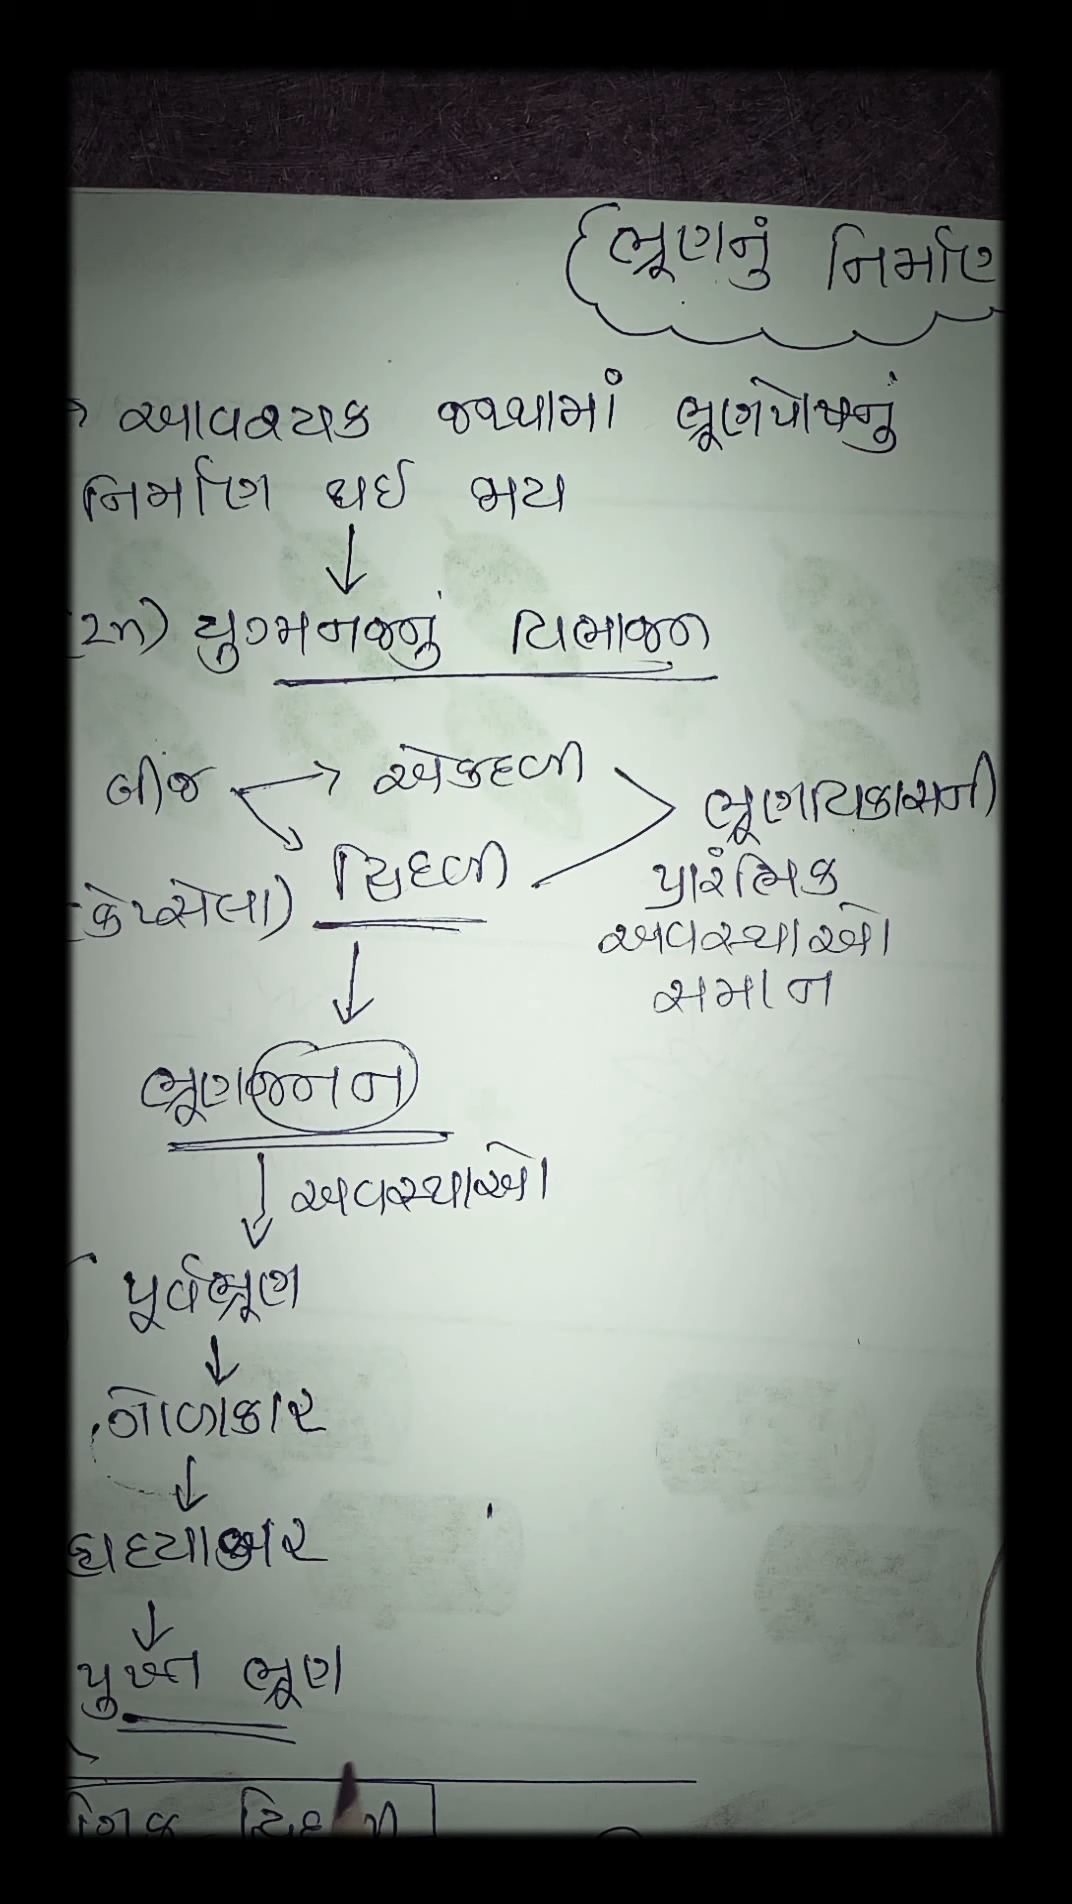 ભ્રૂણનું નિર્માણ
→ આવશ્યક જથ્થામાં ભ્રૂણપોષનું
નિર્માણ થઈ જાય
↓
(2n) યુગ્મનજનું વિભાજન
બીજ → એકદળી
(કેપ્સેલા) દ્વિદળી
ભ્રૂણવિકાસની
પ્રારંભિક
અવસ્થાઓ
સમાન
↓
ભ્રૂણજનન
↓ અવસ્થાઓ
પૂર્વભ્રૂણ
↓
ગોળાકાર
↓
હૃદયાકાર
↓
પુખ્ત ભ્રૂણ